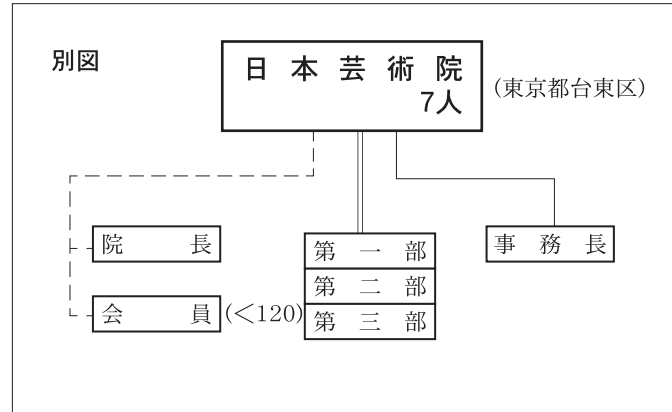 別図
日本芸術院
7人
(東京都台東区)
院長
第一部
事務長
第二部
会員(<120)
第三部